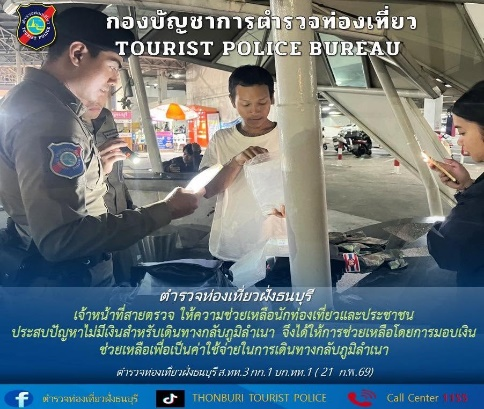 กองบัญชาการตำรวจท่องเที่ยว
TOURIST POLICE BUREAU
ตำรวจท่องเที่ยวฝั่งธนบุรี
เจ้าหน้าที่สายตรวจ ให้ความช่วยเหลือนักท่องเที่ยวและประชาชน
ประสบปัญหาไม่มีเงินสำหรับเดินทางกลับภูมิลำเนา จึงได้ให้การช่วยเหลือโดยการมอบเงิน
ช่วยเหลือเพื่อเป็นค่าใช้จ่ายในการเดินทางกลับภูมิลำเนา
ตำรวจท่องเที่ยวฝั่งธนบุรี ส.ทท.3 กก.1 บก.ทท.1 ( 21 ก.พ.69)
ตำรวจท่องเที่ยวฝั่งธนบุรี THONBURI TOURIST POLICE Call Center 1155